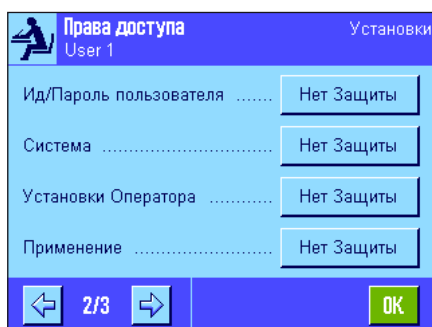 Права доступа
Установки
User 1
Ид/Пароль пользователя ....... Нет Защиты
Система ............................... Нет Защиты
Установки Оператора ............ Нет Защиты
Применение ......................... Нет Защиты
2/3
OK